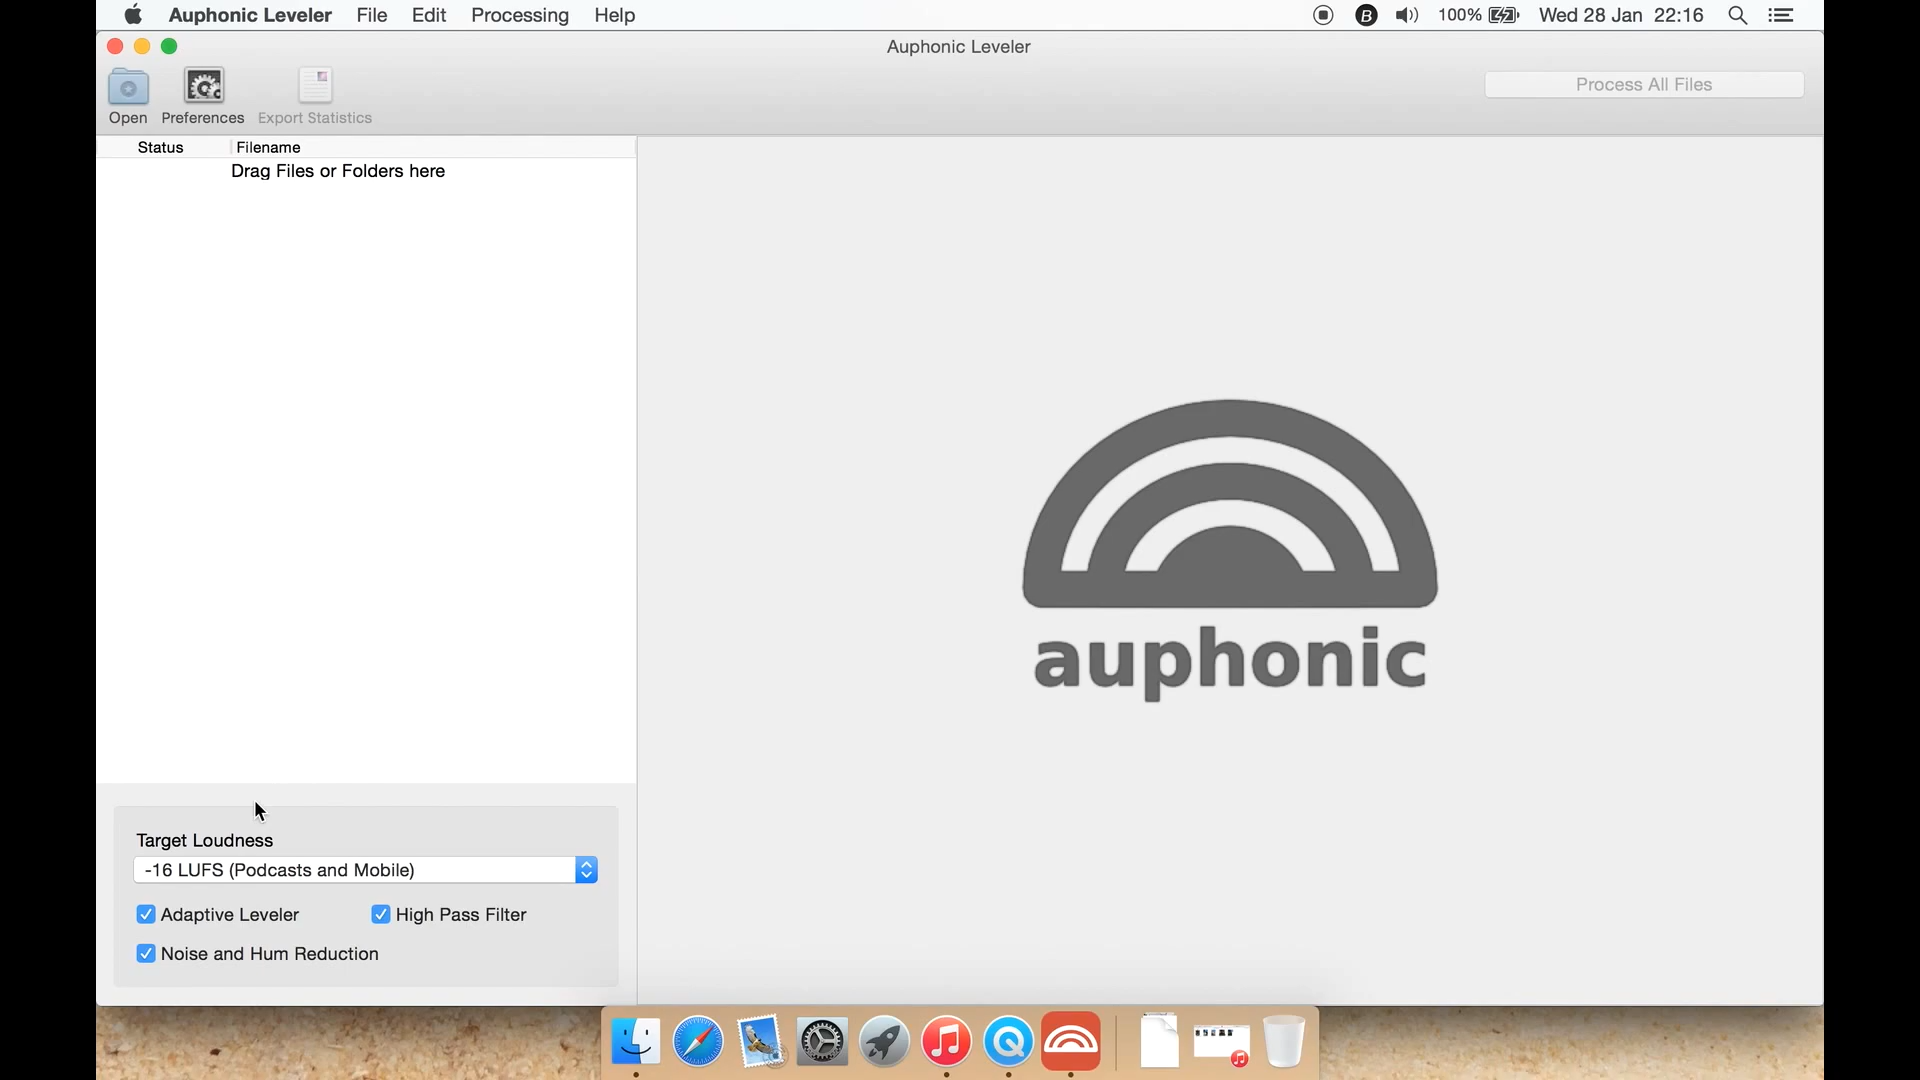 Auphonic Leveler File Edit Processing Help B 100% Wed 28 Jan 22:16
Auphonic Leveler
Open Preferences Export Statistics Process All Files
Status Filename
Drag Files or Folders here
auphonic
Target Loudness
-16 LUFS (Podcasts and Mobile)
Adaptive Leveler High Pass Filter
Noise and Hum Reduction